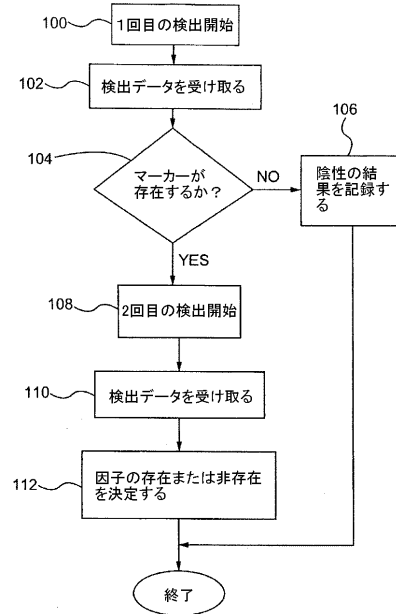 100
1回目の検出開始
102
検出データを受け取る
104
マーカーが
存在するか？
106
NO
陰性の結
果を記録す
る
YES
108
2回目の検出開始
110
検出データを受け取る
112
因子の存在または非存在
を決定する
終了